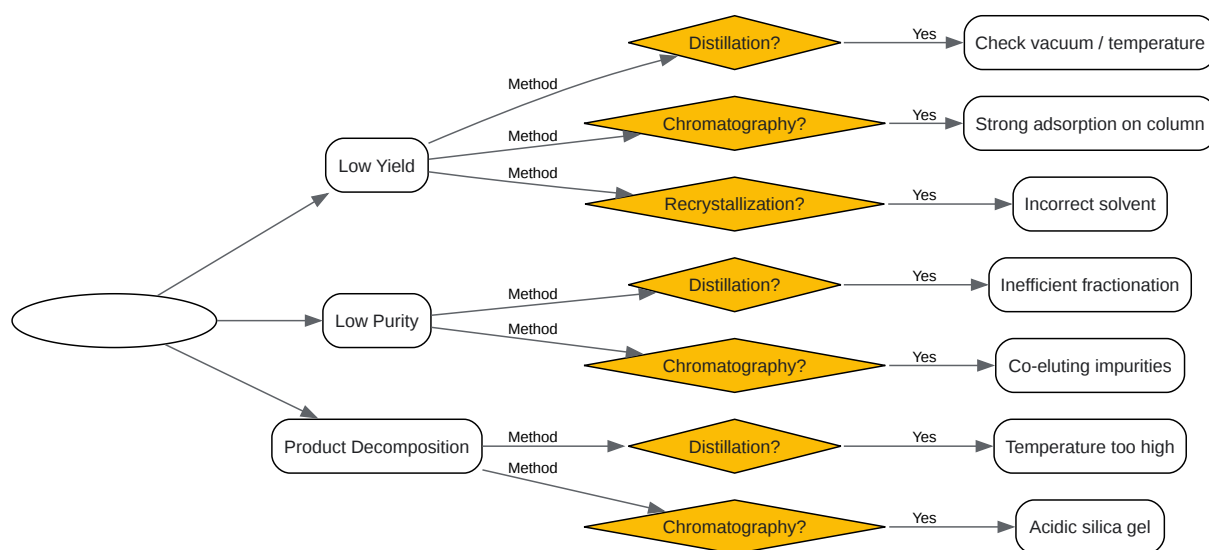 Distillation?
Yes
Check vacuum / temperature
Method
Chromatography?
Yes
Strong adsorption on column
Method
Low Yield
Method
Recrystallization?
Yes
Incorrect solvent
Distillation?
Yes
Inefficient fractionation
Method
Low Purity
Method
Chromatography?
Yes
Co-eluting impurities
Product Decomposition
Method
Distillation?
Yes
Temperature too high
Method
Chromatography?
Yes
Acidic silica gel